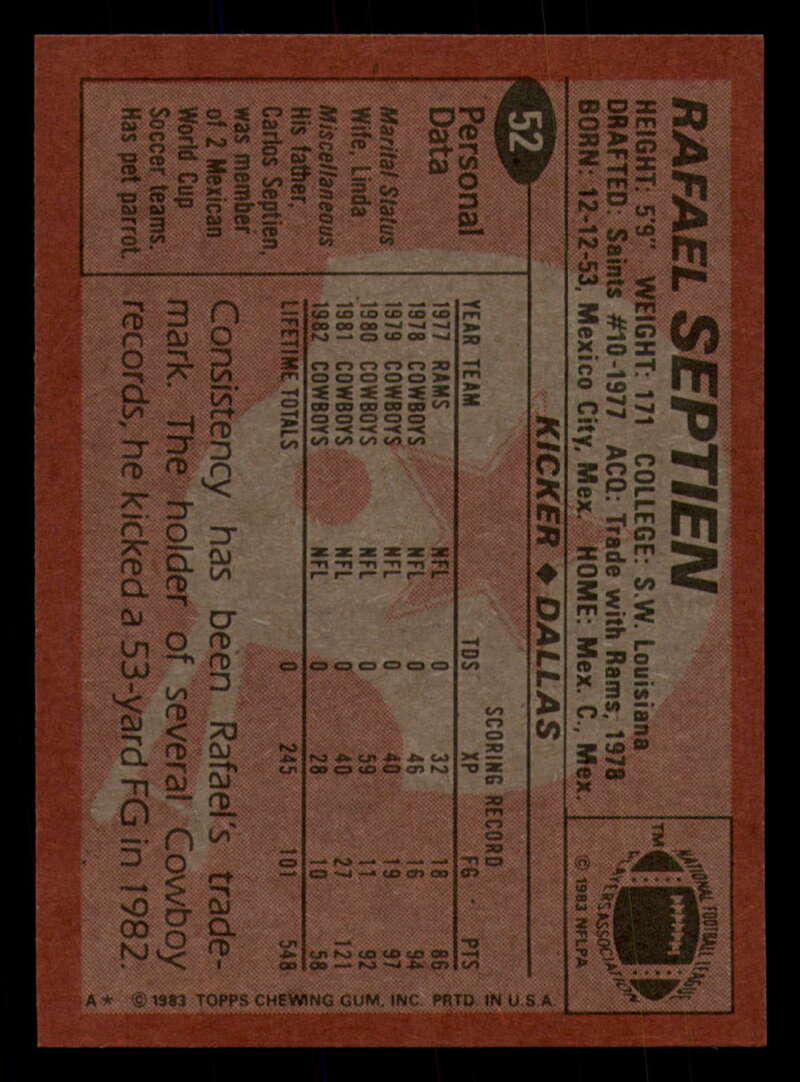 RAFAEL SEPTIEN
HEIGHT: 5'9" WEIGHT: 171 COLLEGE: S.W. Louisiana
DRAFTED: Saints #10-1977 ACQ: Trade with Rams, 1978
BORN: 12-12-53, Mexico City, Mex. HOME: Mex. C., Mex.
NATIONAL FOOTBALL LEAGUE
PLAYERS ASSOCIATION
TM
© 1983 NFLPA
KICKER ♦ DALLAS
52
Personal
Data
Marital Status
Wife, Linda
Miscellaneous
His father,
Carlos Septien,
was member
of 2 Mexican
World Cup
Soccer teams.
Has pet parrot.
SCORING RECORD
YEAR TEAM TDS XP FG PTS
1977 RAMS NFL 0 32 18 86
1978 COWBOYS NFL 0 46 16 94
1979 COWBOYS NFL 0 40 19 97
1980 COWBOYS NFL 0 59 11 92
1981 COWBOYS NFL 0 40 27 121
1982 COWBOYS NFL 0 28 10 58
LIFETIME TOTALS 0 245 101 548
Consistency has been Rafael's trade-
mark. The holder of several Cowboy
records, he kicked a 53-yard FG in 1982.
A* © 1983 TOPPS CHEWING GUM, INC. PRTD. IN U.S.A.